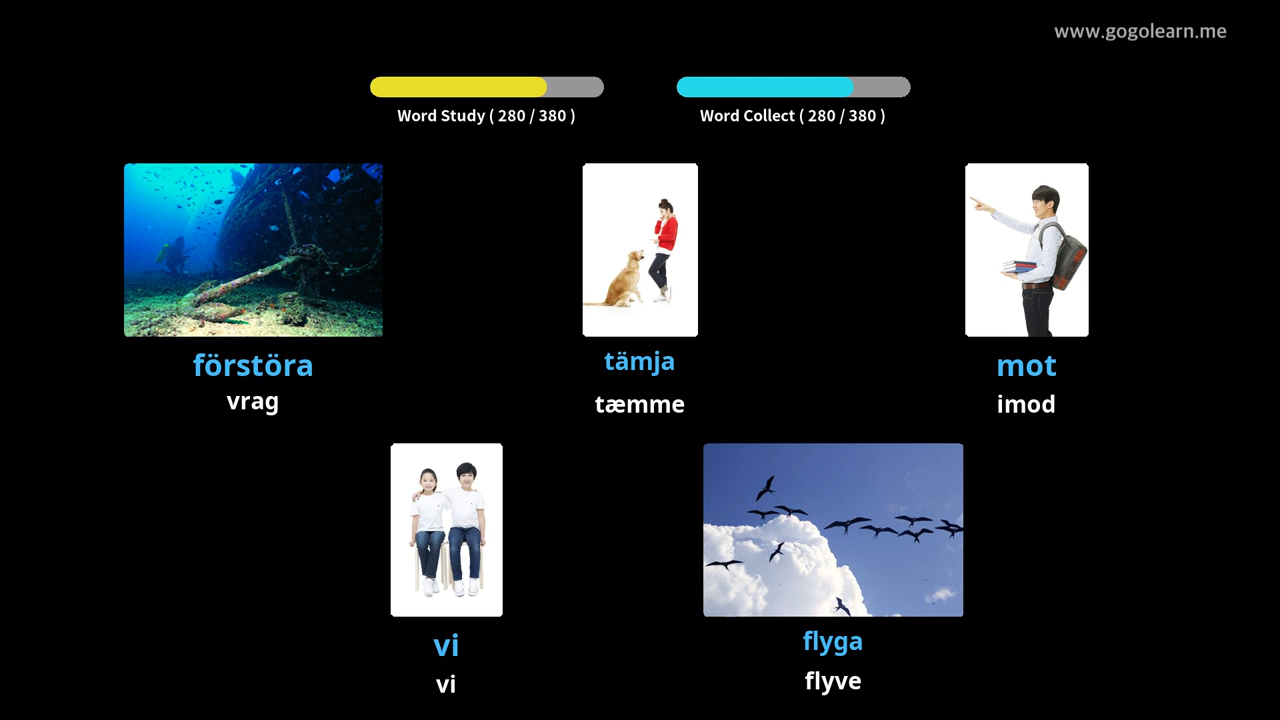 www.gogolearn.me
Word Study ( 280 / 380 )
Word Collect ( 280 / 380 )
förstöra
vrag
tämja
tæmme
mot
imod
vi
vi
flyga
flyve